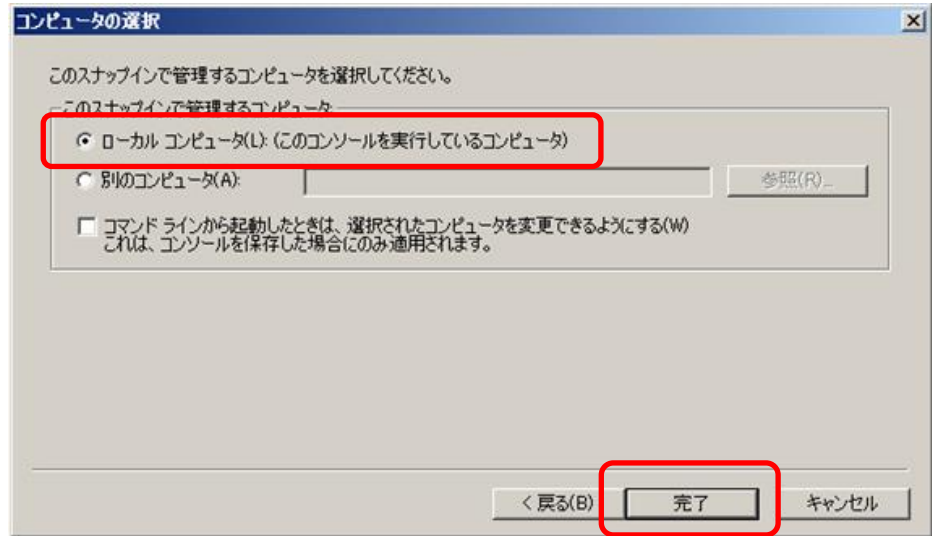 コンピュータの選択
このスナップインで管理するコンピュータを選択してください。
このスナップインで管理するコンピュータ
ローカル コンピュータ(L): (このコンソールを実行しているコンピュータ)
別のコンピュータ(A):
参照(R)...
コマンド ラインから起動したときは、選択されたコンピュータを変更できるようにする(W)
これは、コンソールを保存した場合にのみ適用されます。
< 戻る(B)
完了
キャンセル